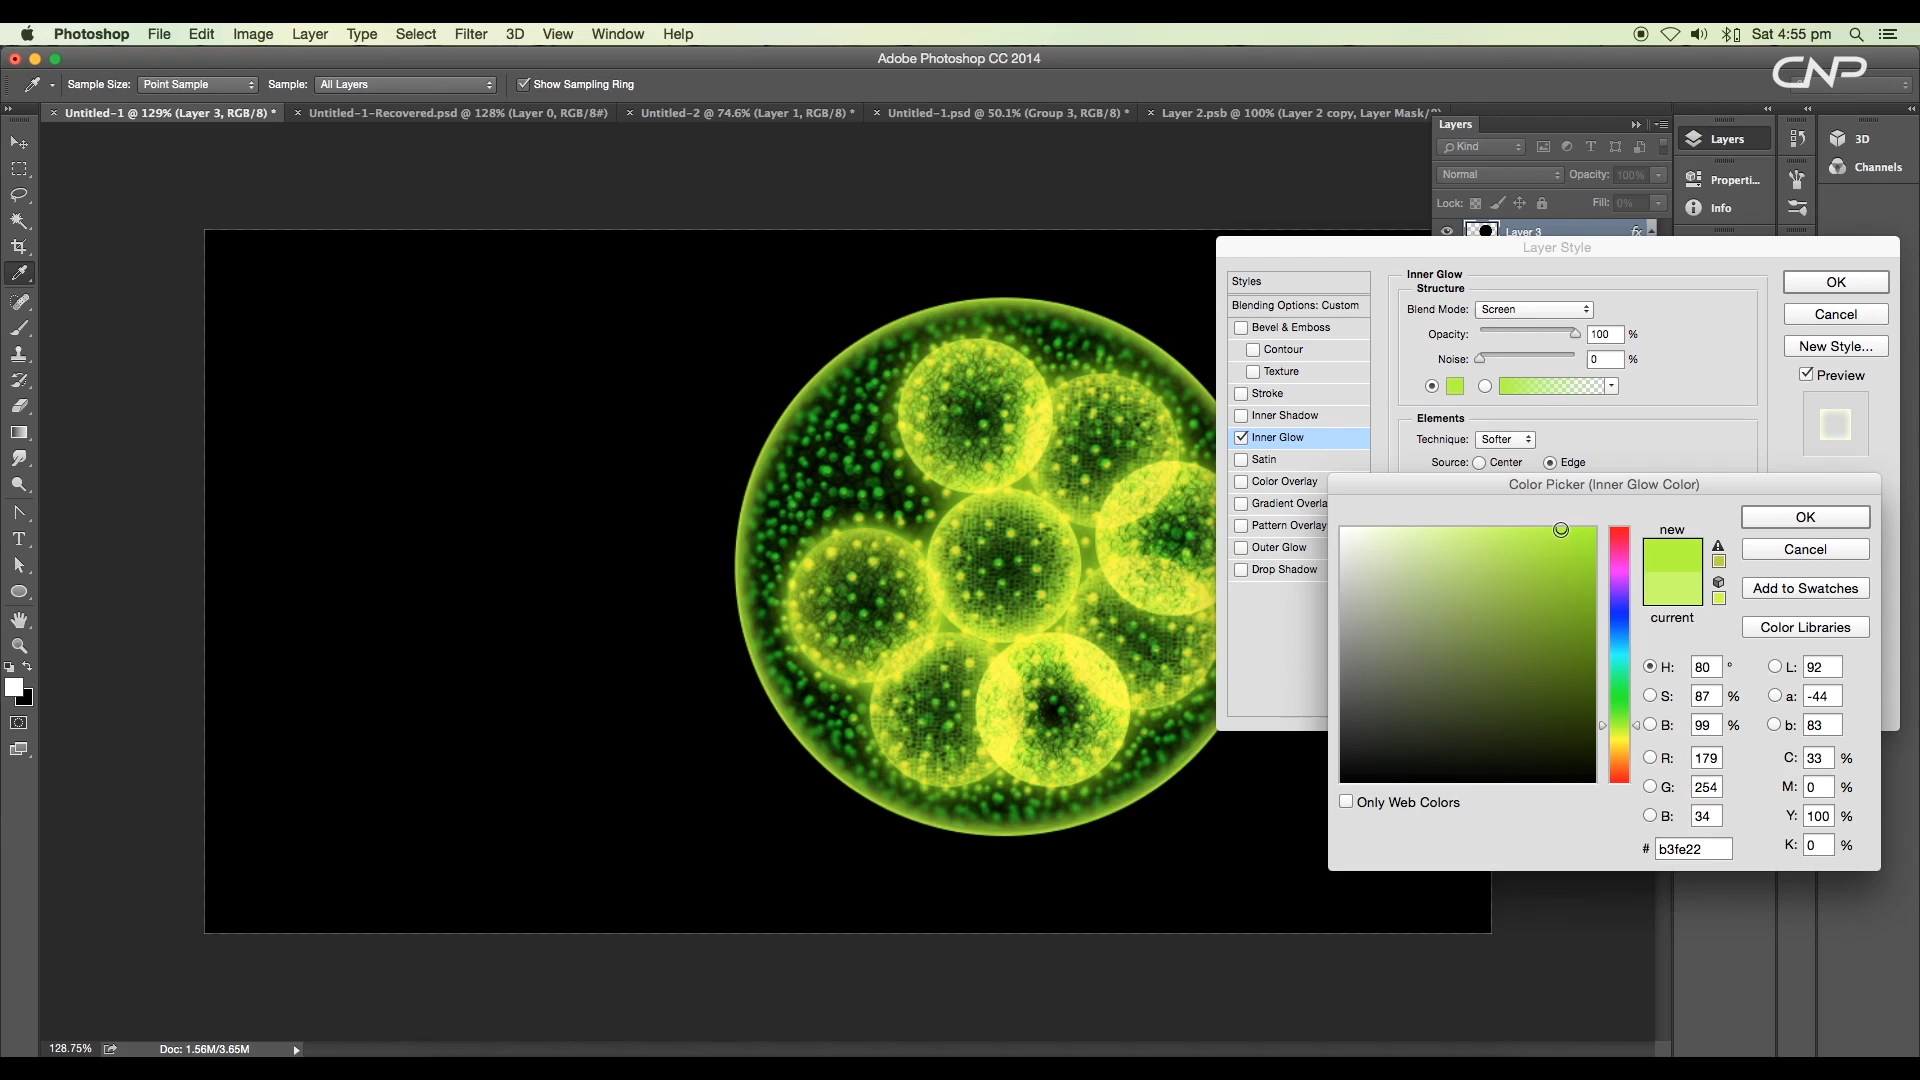 Photoshop File Edit Image Layer Type Select Filter 3D View Window Help Sat 4:55 pm
Adobe Photoshop CC 2014
CNP
Sample Size: Point Sample Sample: All Layers Show Sampling Ring
Untitled-1 @ 129% (Layer 3, RGB/8) * Untitled-1-Recovered.psd @ 128% (Layer 0, RGB/8#) Untitled-2 @ 74.6% (Layer 1, RGB/8) * Untitled-1.psd @ 50.1% (Group 3, RGB/8) * Layer 2.psb @ 100% (Layer 2 copy, Layer Mask/
Layers
Kind
Normal Opacity: 100%
Lock: Fill: 0%
Layer 3 fx
Layers
Properti...
Info
3D
Channels
Layer Style
Styles
Blending Options: Custom
Bevel & Emboss
Contour
Texture
Stroke
Inner Shadow
Inner Glow
Satin
Color Overlay
Gradient Overla
Pattern Overlay
Outer Glow
Drop Shadow
Inner Glow
Structure
Blend Mode: Screen
Opacity: 100 %
Noise: 0 %
Elements
Technique: Softer
Source: Center Edge
OK
Cancel
New Style...
Preview
Color Picker (Inner Glow Color)
new
current
OK
Cancel
Add to Swatches
Color Libraries
H: 80 ° L: 92
S: 87 % a: -44
B: 99 % b: 83
R: 179 C: 33 %
G: 254 M: 0 %
B: 34 Y: 100 %
# b3fe22 K: 0 %
Only Web Colors
T
128.75% Doc: 1.56M/3.65M